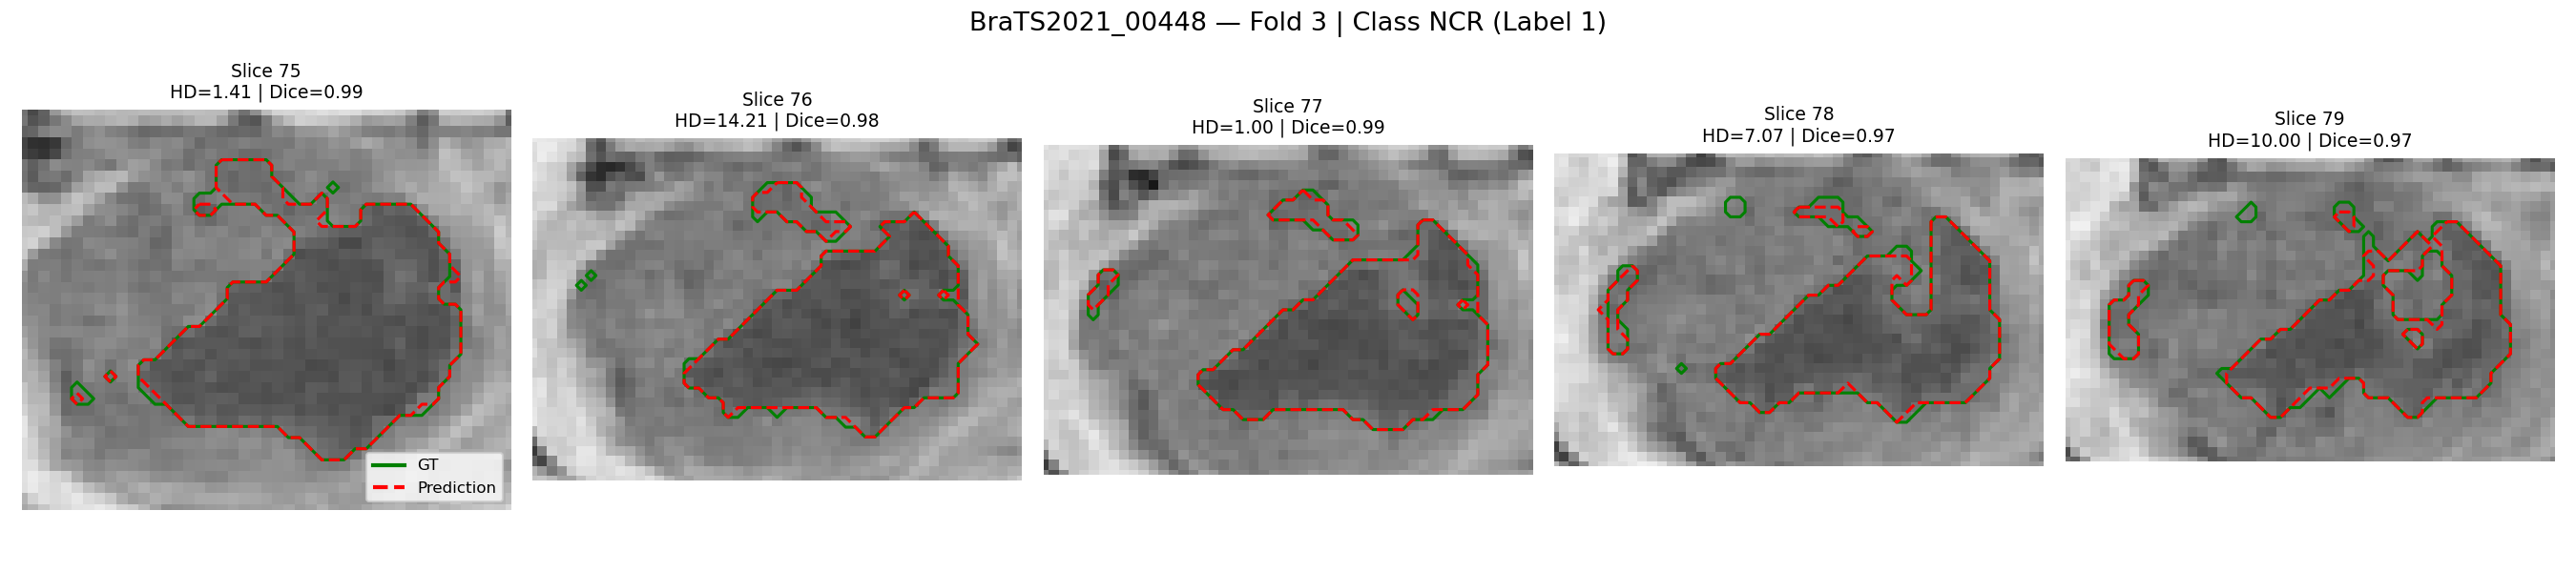 BraTS2021_00448 — Fold 3 | Class NCR (Label 1)
Slice 75
HD=1.41 | Dice=0.99
Slice 76
HD=14.21 | Dice=0.98
Slice 77
HD=1.00 | Dice=0.99
Slice 78
HD=7.07 | Dice=0.97
Slice 79
HD=10.00 | Dice=0.97
GT
Prediction